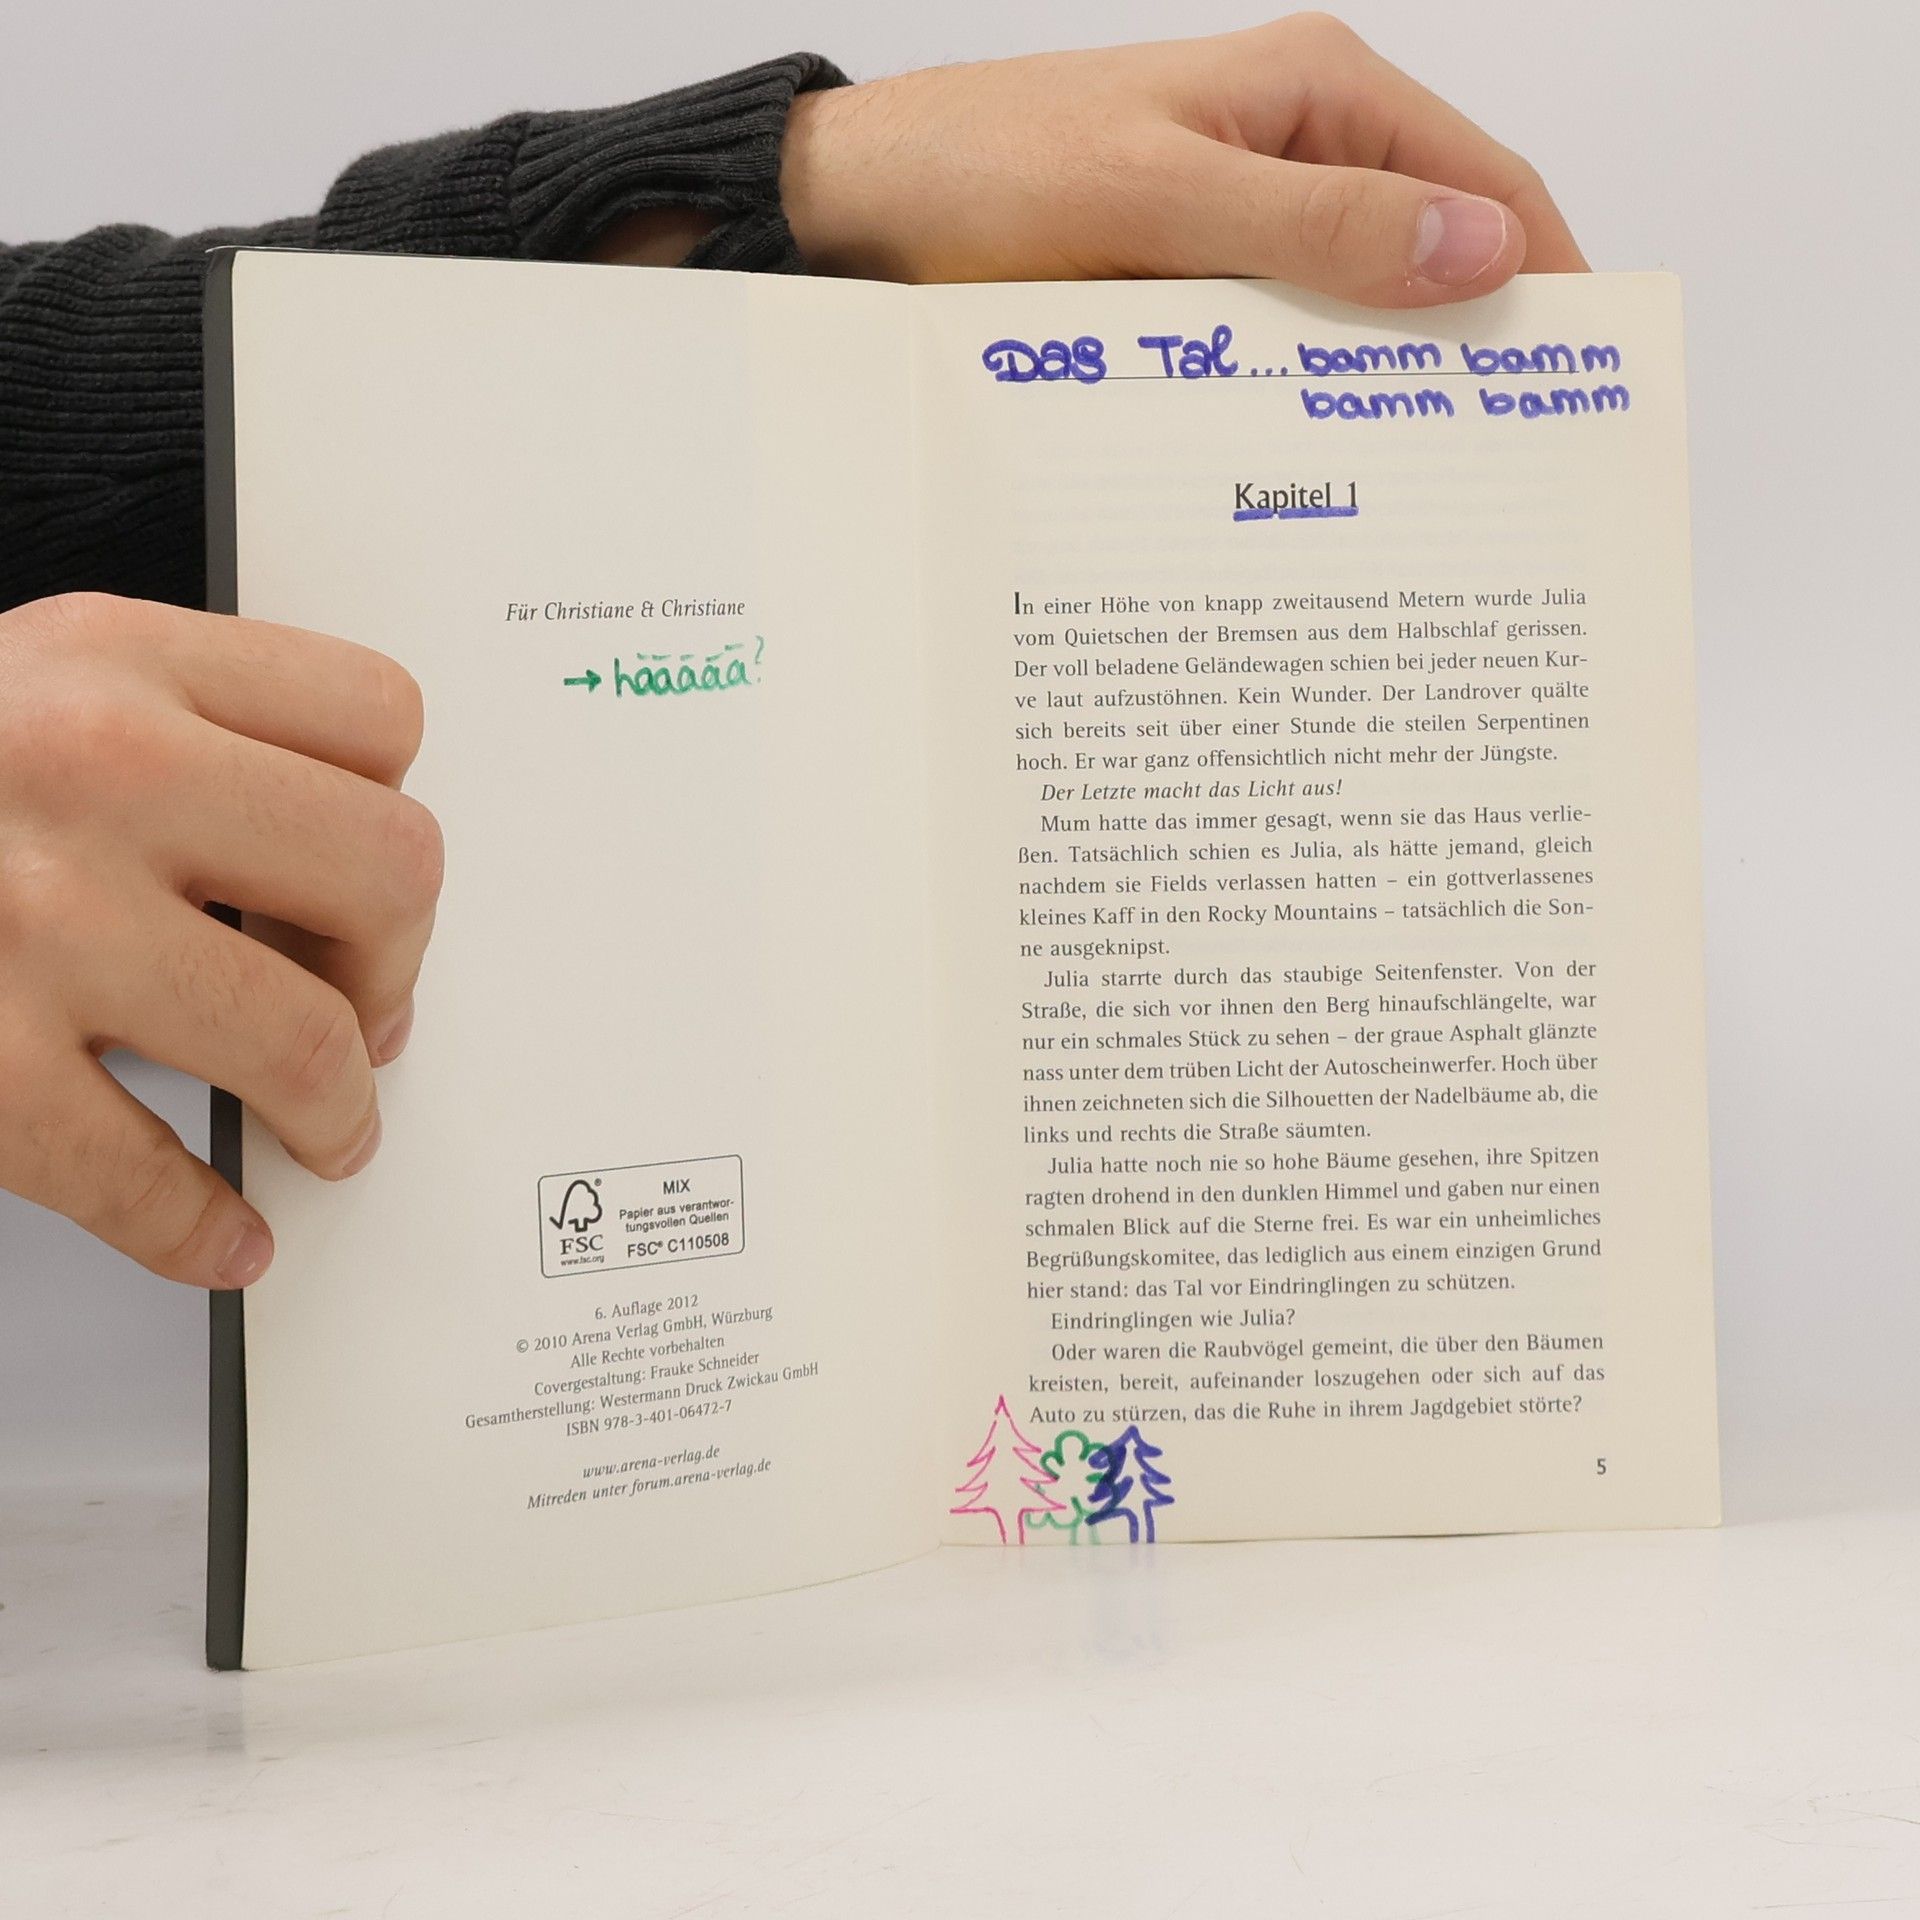 Für Christiane & Christiane
→ häääää?
FSC®
www.fsc.org
MIX
Papier aus verantwor-
tungsvollen Quellen
FSC® C110508
6. Auflage 2012
© 2010 Arena Verlag GmbH, Würzburg
Alle Rechte vorbehalten
Covergestaltung: Frauke Schneider
Gesamtherstellung: Westermann Druck Zwickau GmbH
ISBN 978-3-401-06472-7
www.arena-verlag.de
Mitreden unter forum.arena-verlag.de
Das Tal... bamm bamm
bamm bamm
Kapitel 1
In einer Höhe von knapp zweitausend Metern wurde Julia
vom Quietschen der Bremsen aus dem Halbschlaf gerissen.
Der voll beladene Geländewagen schien bei jeder neuen Kur-
ve laut aufzustöhnen. Kein Wunder. Der Landrover quälte
sich bereits seit über einer Stunde die steilen Serpentinen
hoch. Er war ganz offensichtlich nicht mehr der Jüngste.
Der Letzte macht das Licht aus!
Mum hatte das immer gesagt, wenn sie das Haus verlie-
ßen. Tatsächlich schien es Julia, als hätte jemand, gleich
nachdem sie Fields verlassen hatten – ein gottverlassenes
kleines Kaff in den Rocky Mountains – tatsächlich die Son-
ne ausgeknipst.
Julia starrte durch das staubige Seitenfenster. Von der
Straße, die sich vor ihnen den Berg hinaufschlängelte, war
nur ein schmales Stück zu sehen – der graue Asphalt glänzte
nass unter dem trüben Licht der Autoscheinwerfer. Hoch über
ihnen zeichneten sich die Silhouetten der Nadelbäume ab, die
links und rechts die Straße säumten.
Julia hatte noch nie so hohe Bäume gesehen, ihre Spitzen
ragten drohend in den dunklen Himmel und gaben nur einen
schmalen Blick auf die Sterne frei. Es war ein unheimliches
Begrüßungskomitee, das lediglich aus einem einzigen Grund
hier stand: das Tal vor Eindringlingen zu schützen.
Eindringlingen wie Julia?
Oder waren die Raubvögel gemeint, die über den Bäumen
kreisten, bereit, aufeinander loszugehen oder sich auf das
Auto zu stürzen, das die Ruhe in ihrem Jagdgebiet störte?
5